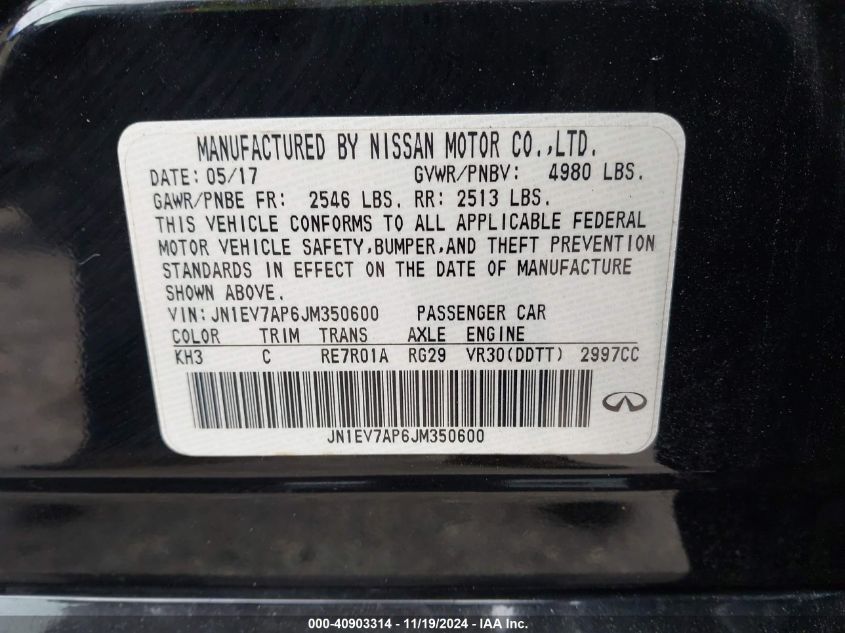 MANUFACTURED BY NISSAN MOTOR CO.,LTD.
DATE: 05/17 GVWR/PNBV: 4980 LBS.
GAWR/PNBE FR: 2546 LBS. RR: 2513 LBS.
THIS VEHICLE CONFORMS TO ALL APPLICABLE FEDERAL
MOTOR VEHICLE SAFETY,BUMPER,AND THEFT PREVENTION
STANDARDS IN EFFECT ON THE DATE OF MANUFACTURE
SHOWN ABOVE.
VIN:JN1EV7AP6JM350600 PASSENGER CAR
COLOR TRIM TRANS AXLE ENGINE
KH3 C RE7R01A RG29 VR30(DDTT) 2997CC
JN1EV7AP6JM350600
000-40903314 - 11/19/2024 - IAA Inc.